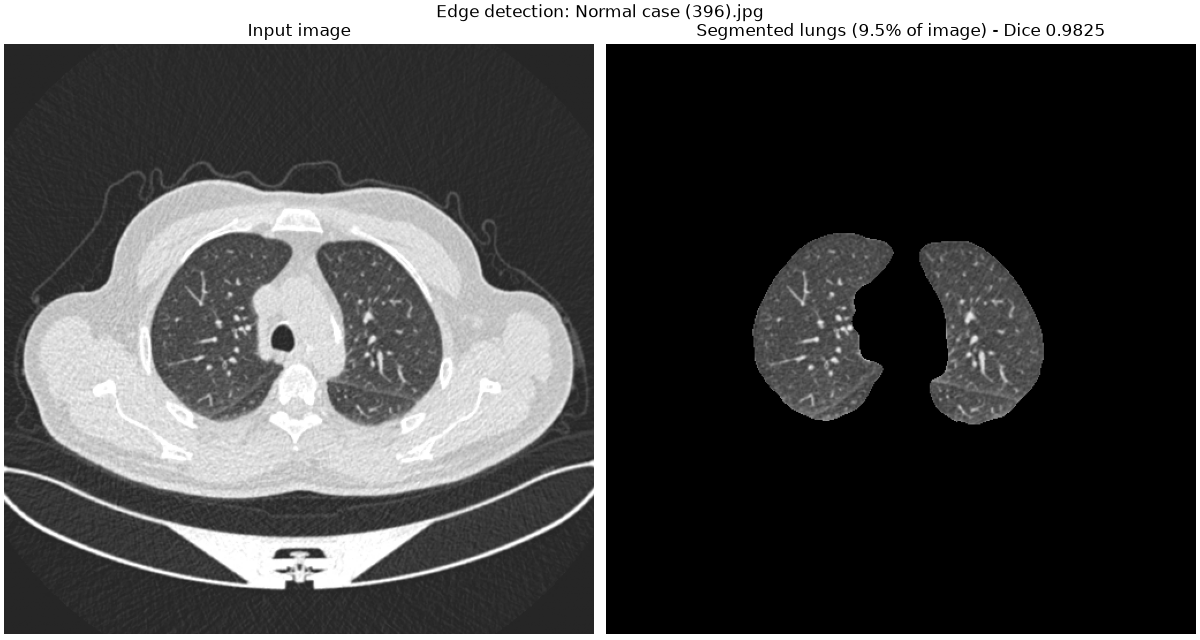 Edge detection: Normal case (396).jpg
Input image
Segmented lungs (9.5% of image) - Dice 0.9825